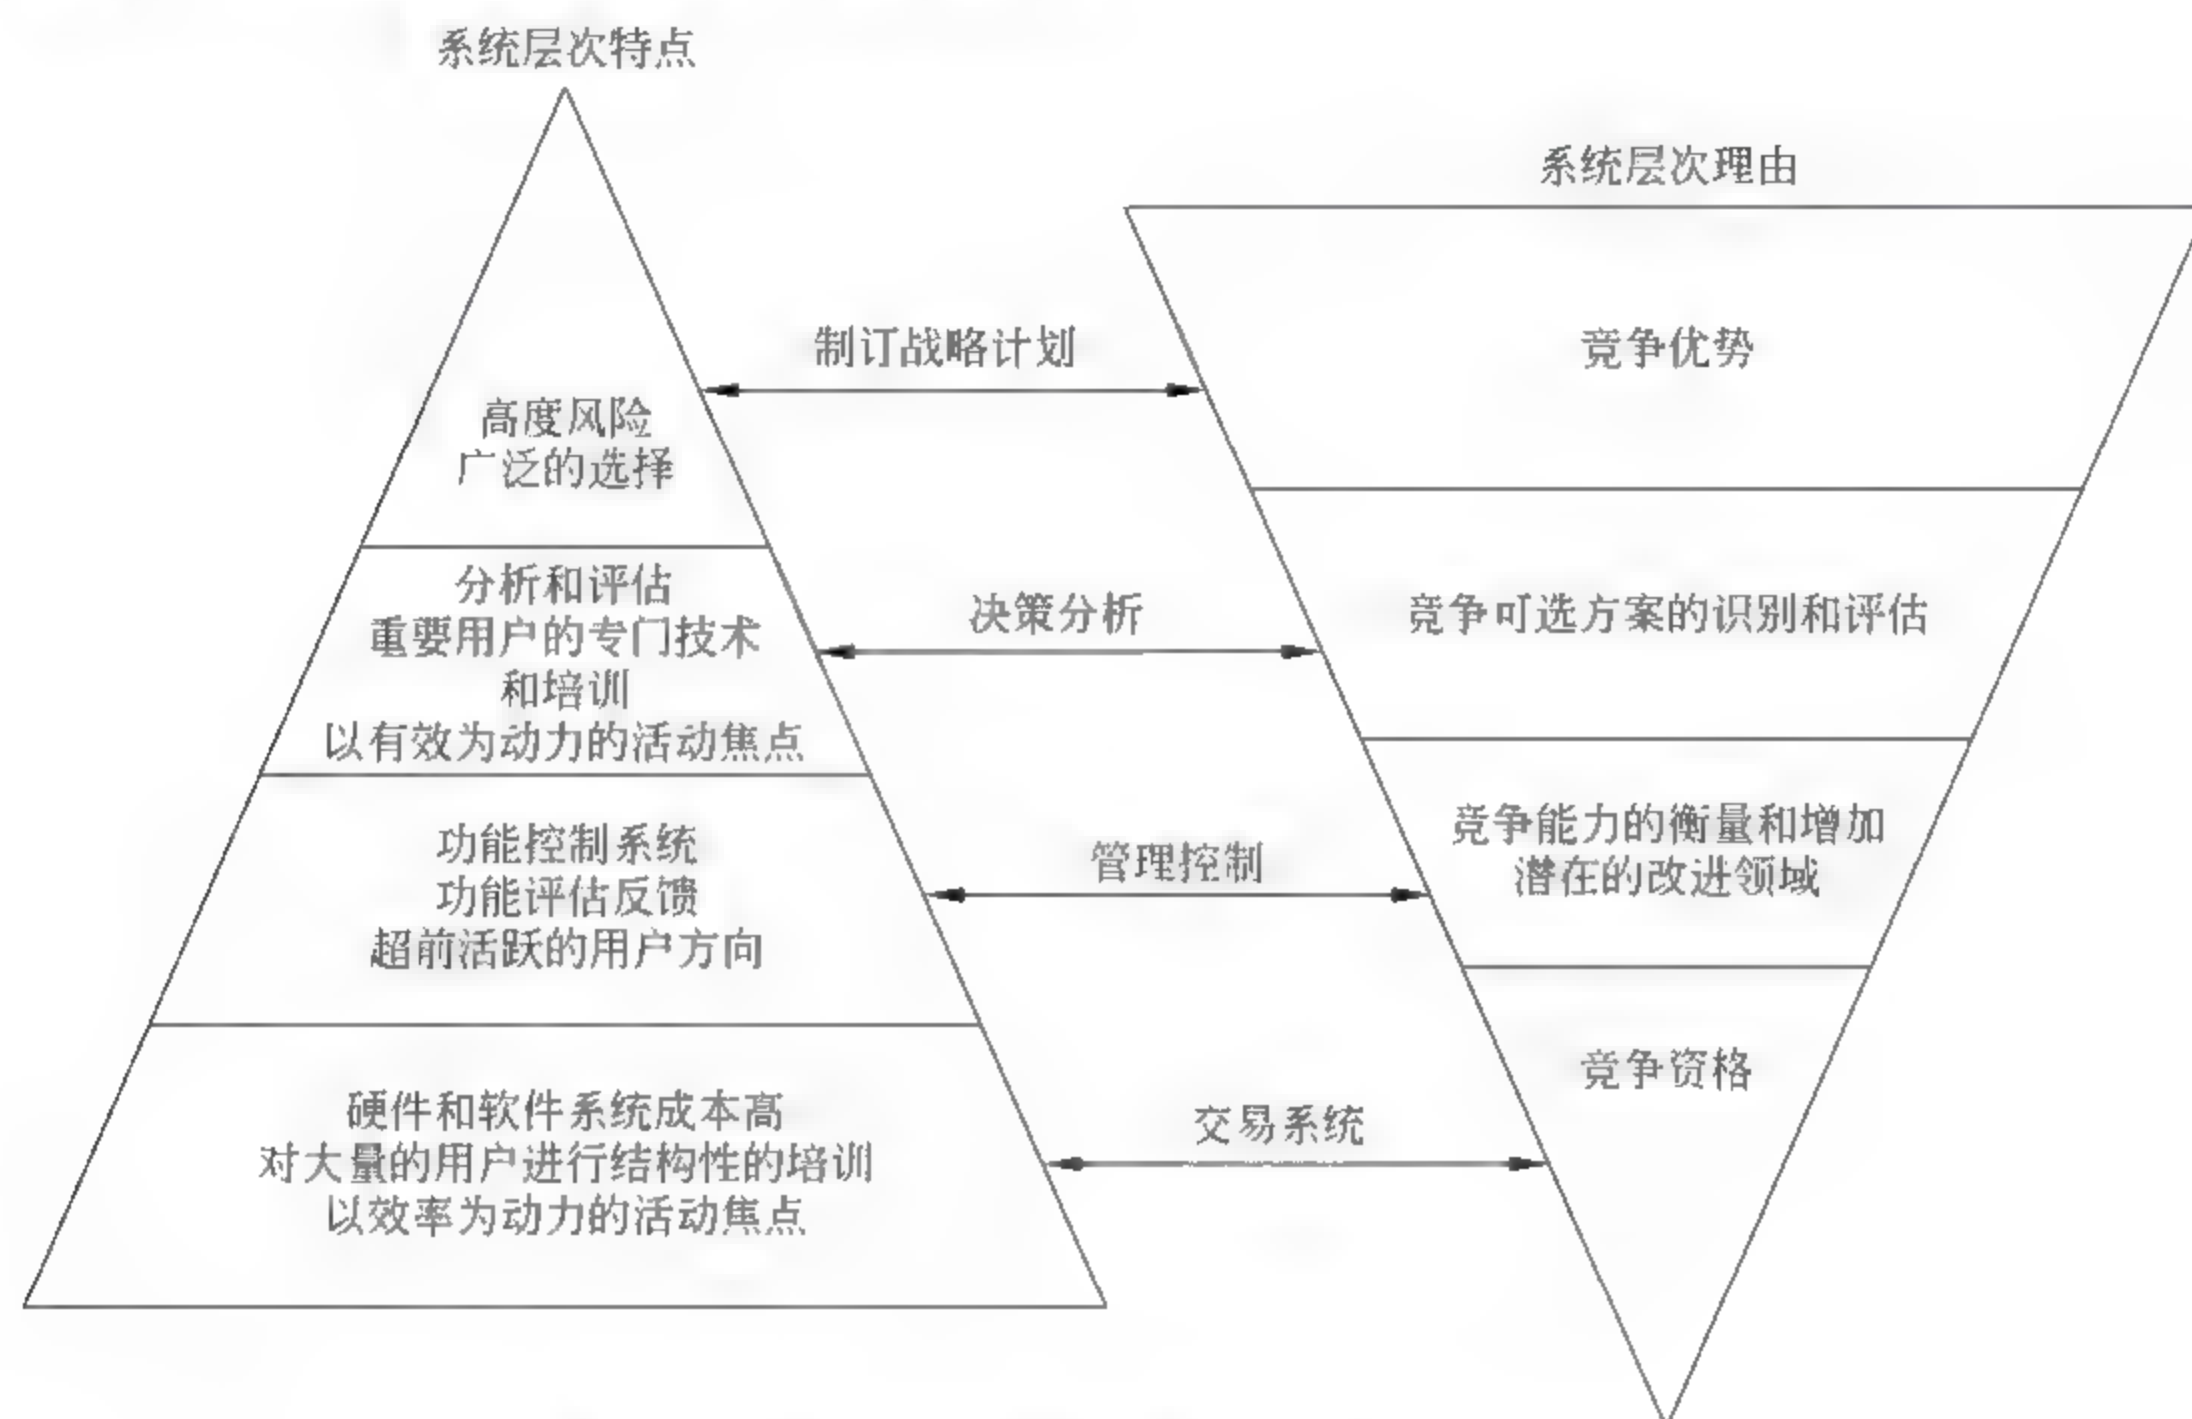 系统层次特点
系统层次理由
制订战略计划
竞争优势
高度风险
广泛的选择
分析和评估
重要用户的专门技术
和培训
以有效为动力的活动焦点
决策分析
竞争可选方案的识别和评估
功能控制系统
功能评估反馈
超前活跃的用户方向
管理控制
竞争能力的衡量和增加
潜在的改进领域
硬件和软件系统成本高
对大量的用户进行结构性的培训
以效率为动力的活动焦点
交易系统
竞争资格